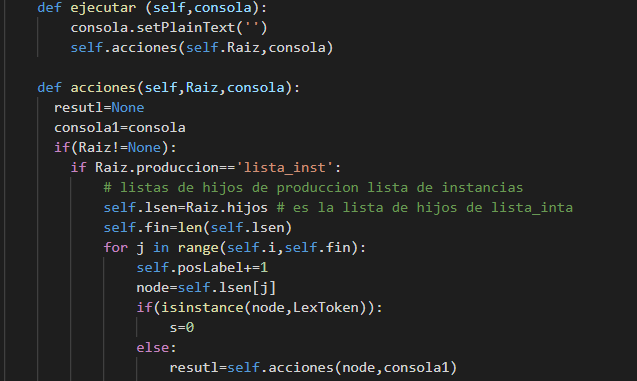 def ejecutar (self,consola):
consola.setPlainText('')
self.acciones(self.Raiz,consola)
def acciones(self,Raiz,consola):
resutl=None
consola1=consola
if(Raiz!=None):
if Raiz.produccion=='lista_inst':
# listas de hijos de produccion lista de instancias
self.lsen=Raiz.hijos # es la lista de hijos de lista_inta
self.fin=len(self.lsen)
for j in range(self.i,self.fin):
self.posLabel+=1
node=self.lsen[j]
if(isinstance(node,LexToken)):
s=0
else:
resutl=self.acciones(node,consola1)